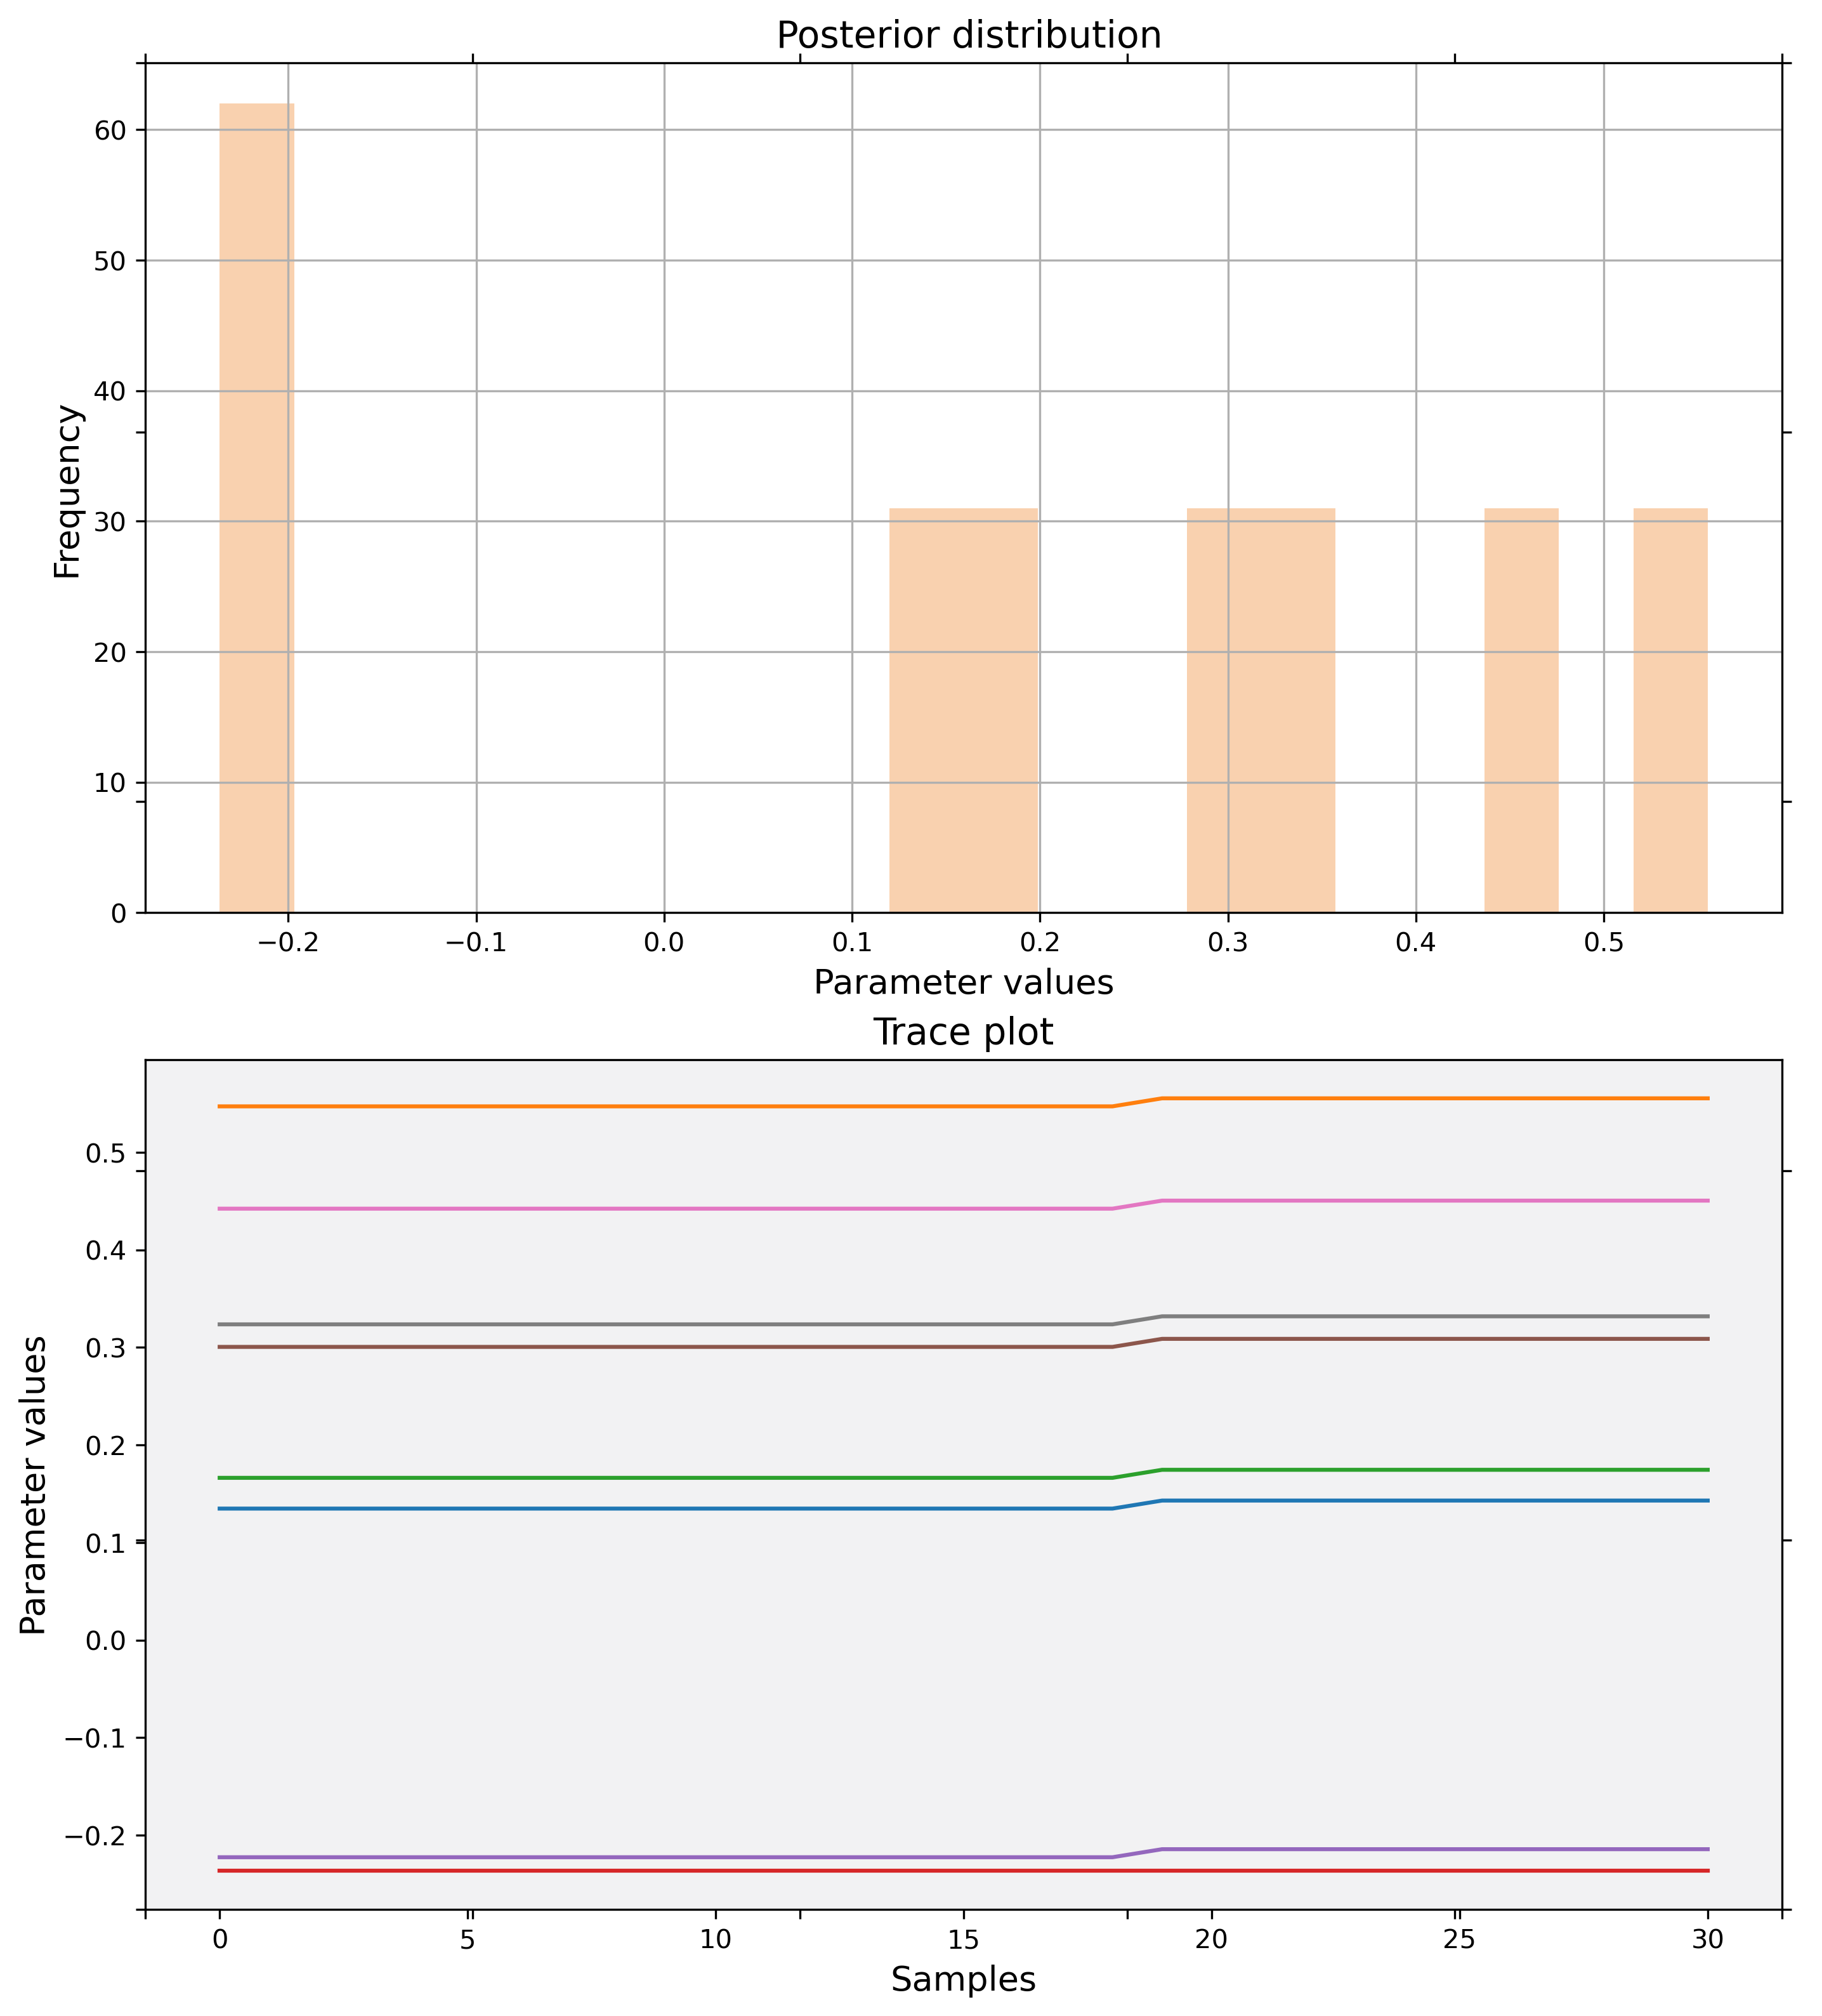 Posterior distribution
Frequency
60
50
40
30
20
10
0
−0.2 −0.1 0.0 0.1 0.2 0.3 0.4 0.5
Parameter values
Trace plot
Parameter values
0.5
0.4
0.3
0.2
0.1
0.0
−0.1
−0.2
0 5 10 15 20 25 30
Samples